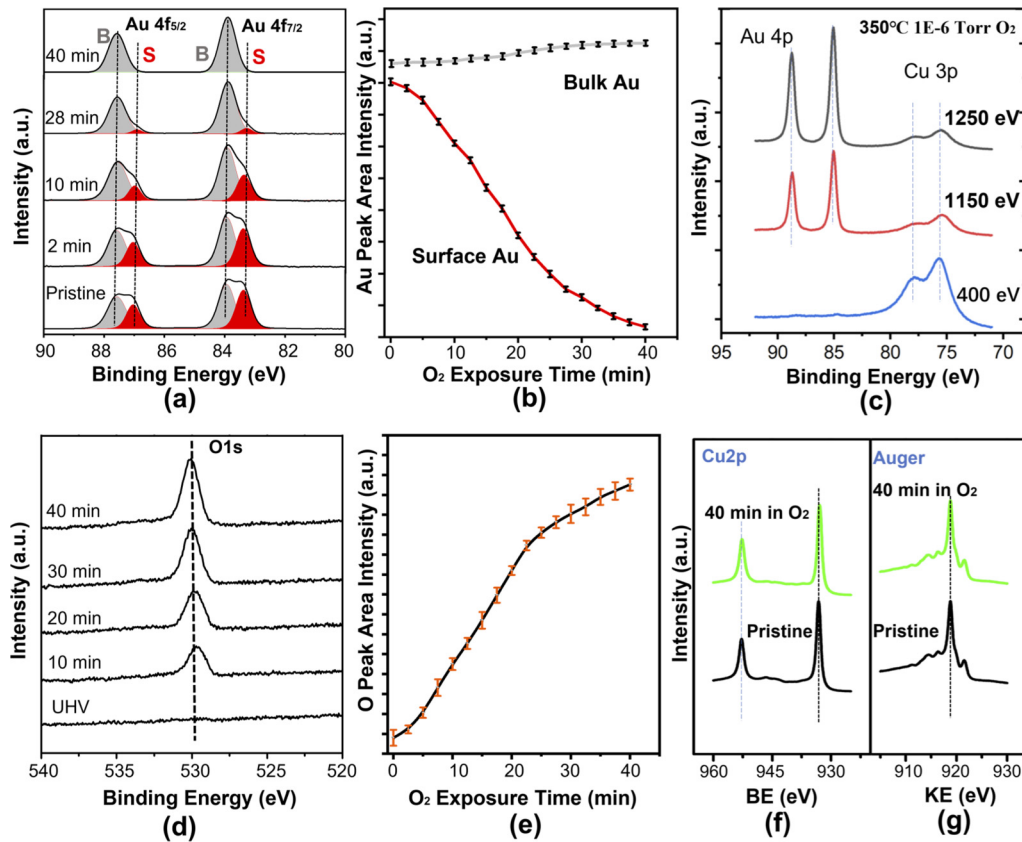 Au 4f5/2 Au 4f7/2
B S B S
40 min
28 min
10 min
2 min
Pristine
Intensity (a.u.)
90 88 86 84 82 80
Binding Energy (eV)
(a)
Au Peak Area Intensity (a.u.)
Bulk Au
Surface Au
0 10 20 30 40
O2 Exposure Time (min)
(b)
350°C 1E-6 Torr O2
Au 4p
Cu 3p
1250 eV
1150 eV
400 eV
Intensity (a.u.)
95 90 85 80 75 70
Binding Energy (eV)
(c)
O1s
40 min
30 min
20 min
10 min
UHV
Intensity (a.u.)
540 535 530 525 520
Binding Energy (eV)
(d)
O Peak Area Intensity (a.u.)
0 10 20 30 40
O2 Exposure Time (min)
(e)
Cu2p
40 min in O2
Pristine
Intensity (a.u.)
960 945 930
BE (eV)
(f)
Auger
40 min in O2
Pristine
910 920 930
KE (eV)
(g)